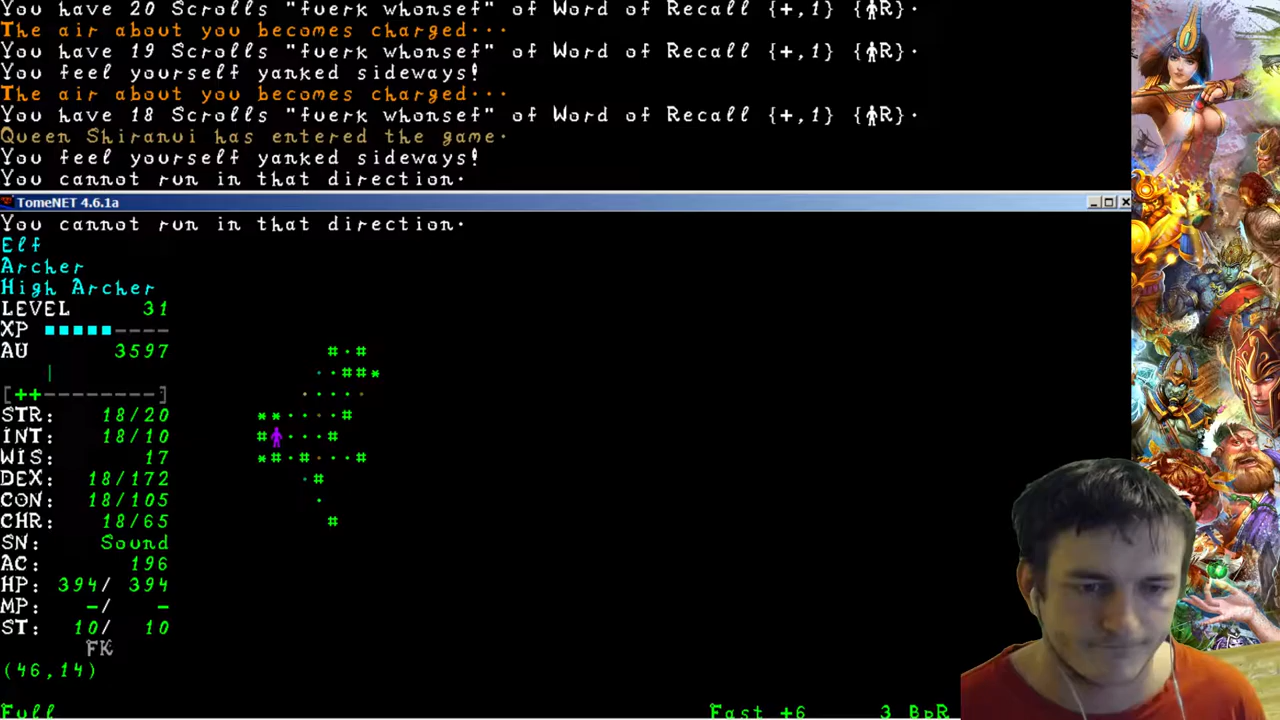 You have 20 Scrolls "fuerk whonsef" of Word of Recall {+,1} {R}.
The air about you becomes charged...
You have 19 Scrolls "fuerk whonsef" of Word of Recall {+,1} {R}.
You feel yourself yanked sideways!
The air about you becomes charged...
You have 18 Scrolls "fuerk whonsef" of Word of Recall {+,1} {R}.
Queen Shiranui has entered the game.
You feel yourself yanked sideways!
You cannot run in that direction.
TomeNET 4.6.1a
You cannot run in that direction.
Elf
Archer
High Archer
LEVEL 31
XP
AU 3597
[++---------]
STR: 18/20
INT: 18/10
WIS: 17
DEX: 18/172
CON: 18/105
CHR: 18/65
SN: Sound
AC: 196
HP: 394/ 394
MP: -/ -
ST: 10/ 10
FK
(46,14)
Full Fast +6 3 BpR